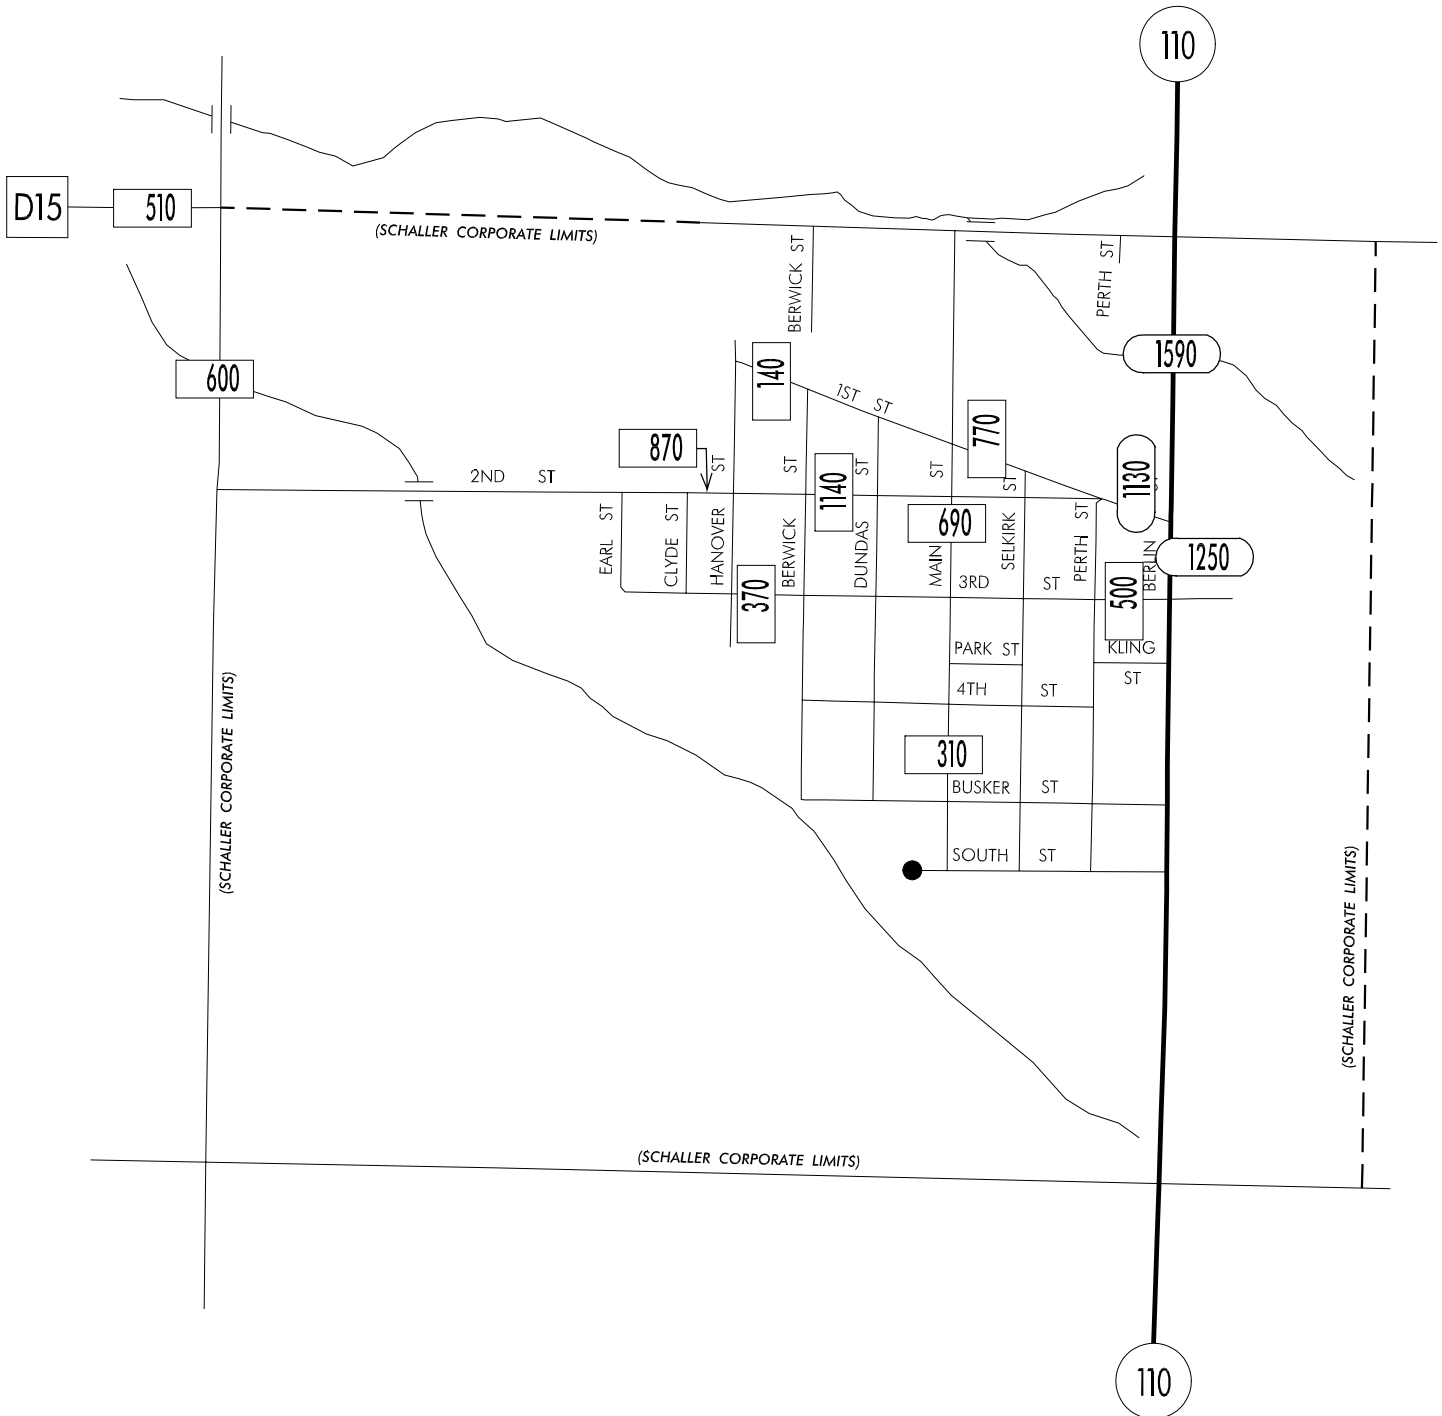 110
D15
510
(SCHALLER CORPORATE LIMITS)
BERWICK ST
PERTH ST
1590
600
140
1ST ST
770
870
2ND ST
HANOVER ST
BERWICK ST
1140
DUNDAS ST
MAIN ST
690
SELKIRK ST
1130
EARL ST
CLYDE ST
PERTH ST
BERLIN ST
1250
370
3RD ST
500
PARK ST
KLING
ST
4TH ST
310
BUSKER ST
SOUTH ST
(SCHALLER CORPORATE LIMITS)
(SCHALLER CORPORATE LIMITS)
(SCHALLER CORPORATE LIMITS)
110